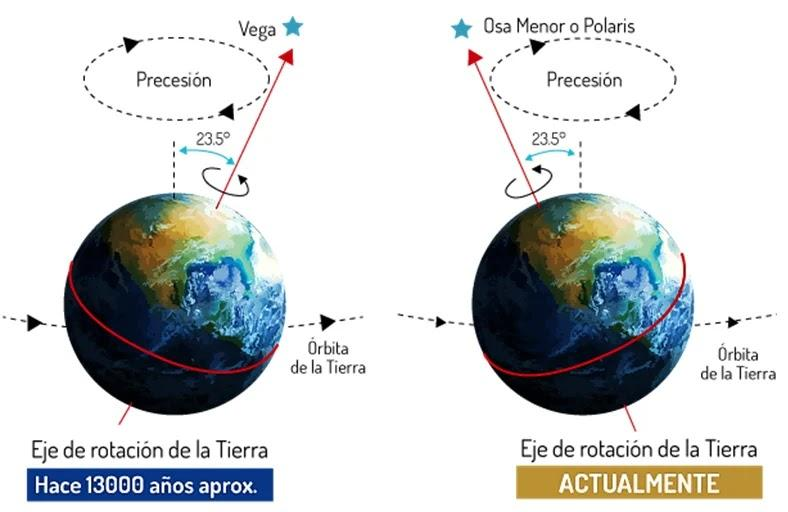 Vega
Precesión
23.5°
Órbita
de la Tierra
Eje de rotación de la Tierra
Hace 13000 años aprox.
Osa Menor o Polaris
Precesión
23.5°
Órbita
de la Tierra
Eje de rotación de la Tierra
ACTUALMENTE